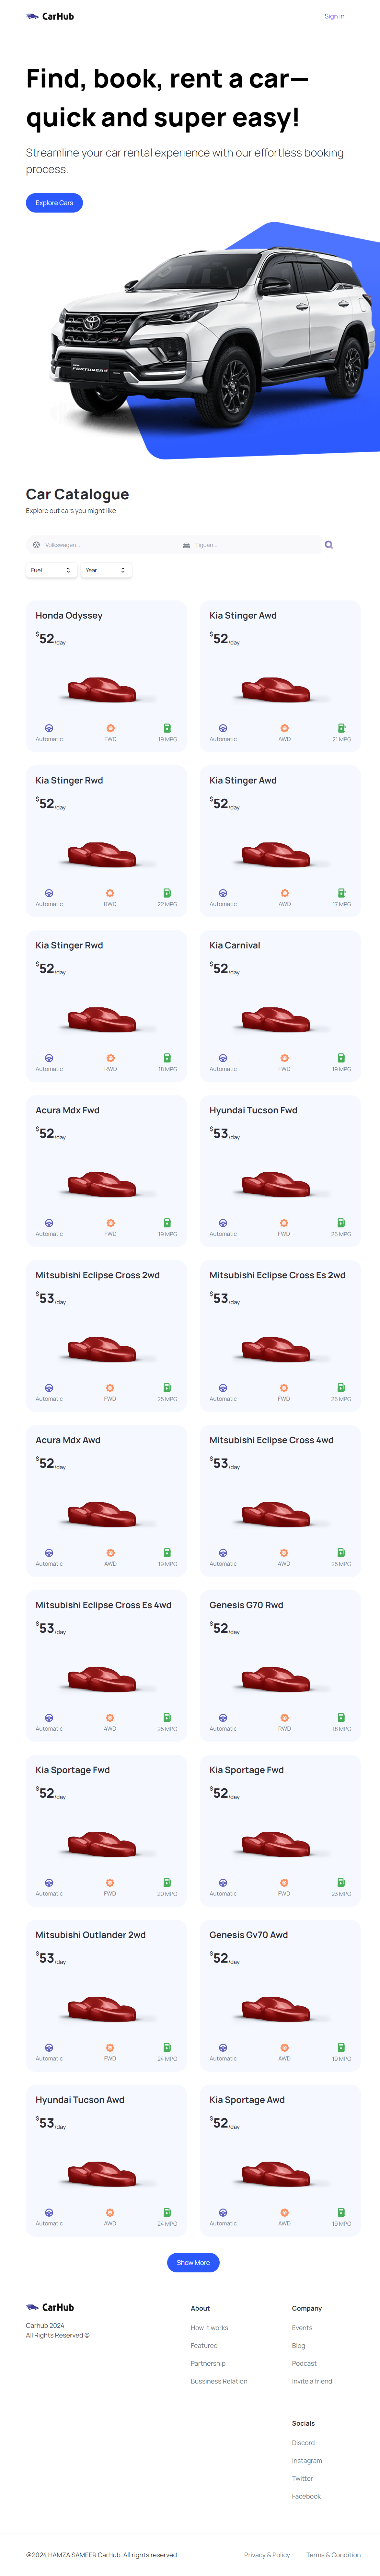 CarHub
Sign in
Find, book, rent a car—
quick and super easy!
Streamline your car rental experience with our effortless booking
process.
Explore Cars
TOYOTA
FORTUNER
Car Catalogue
Explore out cars you might like
Volkswagen...
Tiguan...
Fuel
Year
Honda Odyssey
$52/day
Automatic FWD 19 MPG
Kia Stinger Awd
$52/day
Automatic AWD 21 MPG
Kia Stinger Rwd
$52/day
Automatic RWD 22 MPG
Kia Stinger Awd
$52/day
Automatic AWD 17 MPG
Kia Stinger Rwd
$52/day
Automatic RWD 18 MPG
Kia Carnival
$52/day
Automatic FWD 19 MPG
Acura Mdx Fwd
$52/day
Automatic FWD 19 MPG
Hyundai Tucson Fwd
$53/day
Automatic FWD 26 MPG
Mitsubishi Eclipse Cross 2wd
$53/day
Automatic FWD 25 MPG
Mitsubishi Eclipse Cross Es 2wd
$53/day
Automatic FWD 26 MPG
Acura Mdx Awd
$52/day
Automatic AWD 19 MPG
Mitsubishi Eclipse Cross 4wd
$53/day
Automatic 4WD 25 MPG
Mitsubishi Eclipse Cross Es 4wd
$53/day
Automatic 4WD 25 MPG
Genesis G70 Rwd
$52/day
Automatic RWD 18 MPG
Kia Sportage Fwd
$52/day
Automatic FWD 20 MPG
Kia Sportage Fwd
$52/day
Automatic FWD 23 MPG
Mitsubishi Outlander 2wd
$53/day
Automatic FWD 24 MPG
Genesis Gv70 Awd
$52/day
Automatic AWD 19 MPG
Hyundai Tucson Awd
$53/day
Automatic AWD 24 MPG
Kia Sportage Awd
$52/day
Automatic AWD 19 MPG
Show More
CarHub
Carhub 2024
All Rights Reserved ©
About
How it works
Featured
Partnership
Bussiness Relation
Company
Events
Blog
Podcast
Invite a friend
Socials
Discord
Instagram
Twitter
Facebook
@2024 HAMZA SAMEER CarHub. All rights reserved
Privacy & Policy
Terms & Condition